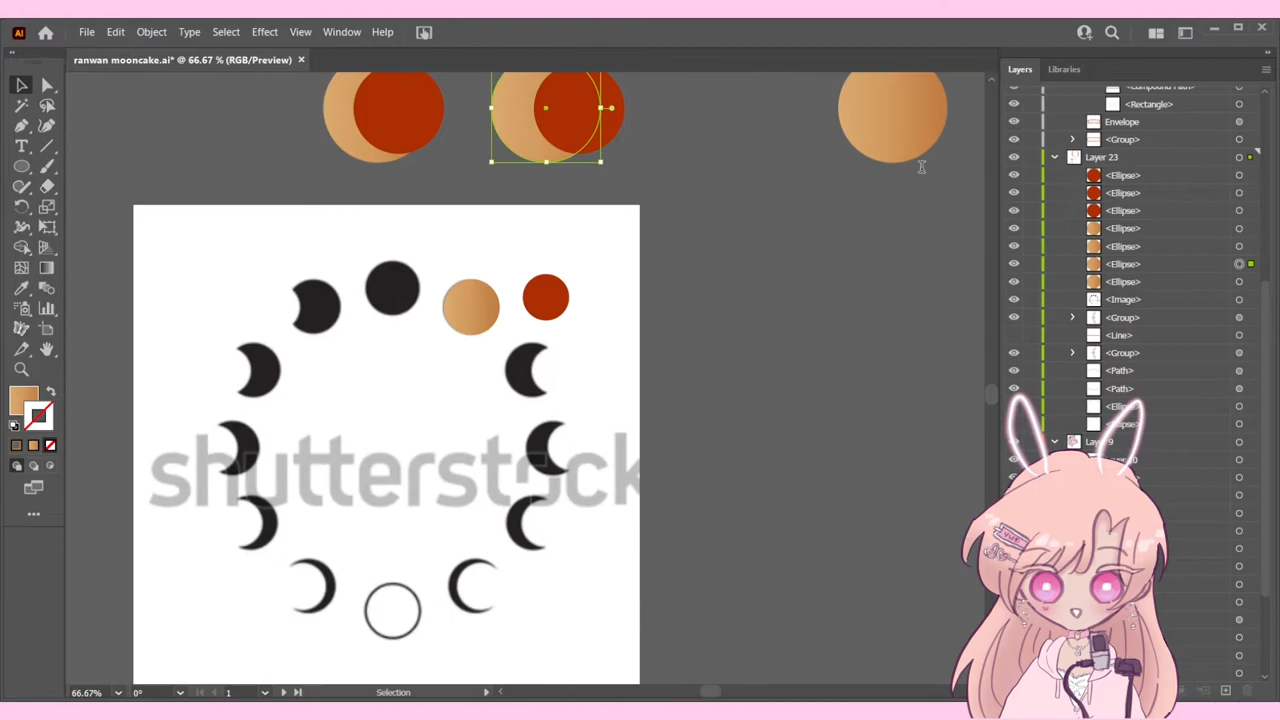 Ai File Edit Object Type Select Effect View Window Help
ranwan mooncake.ai* @ 66.67 % (RGB/Preview) ×
Layers Libraries
<Rectangle>
Envelope
<Group>
Layer 23
<Ellipse>
<Ellipse>
<Ellipse>
<Ellipse>
<Ellipse>
<Ellipse>
<Ellipse>
<Image>
<Group>
<Line>
<Group>
<Path>
<Path>
shutterstock
66.67% 0° 1 Selection